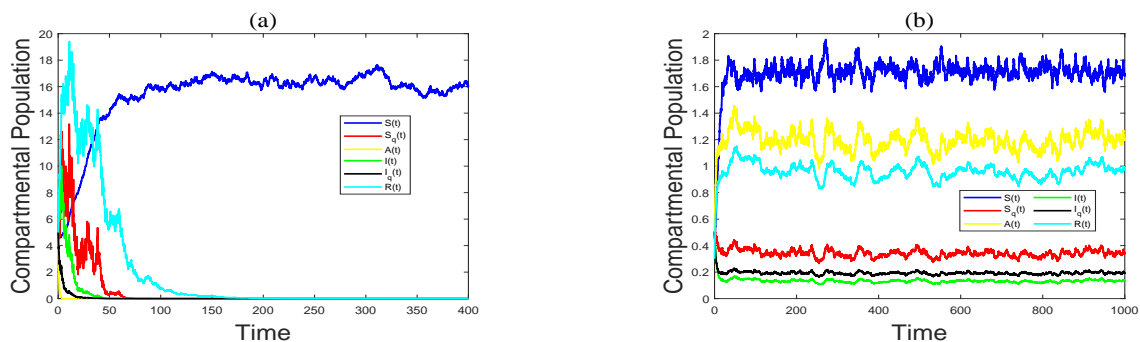 (a)
Compartmental Population
20
18
16
14
12
10
8
6
4
2
0
S(t)
S_q(t)
A(t)
I(t)
I_q(t)
R(t)
0 50 100 150 200 250 300 350 400
Time
(b)
Compartmental Population
2
1.8
1.6
1.4
1.2
1
0.8
0.6
0.4
0.2
0
S(t) I(t)
S_q(t) I_q(t)
A(t) R(t)
0 200 400 600 800 1000
Time